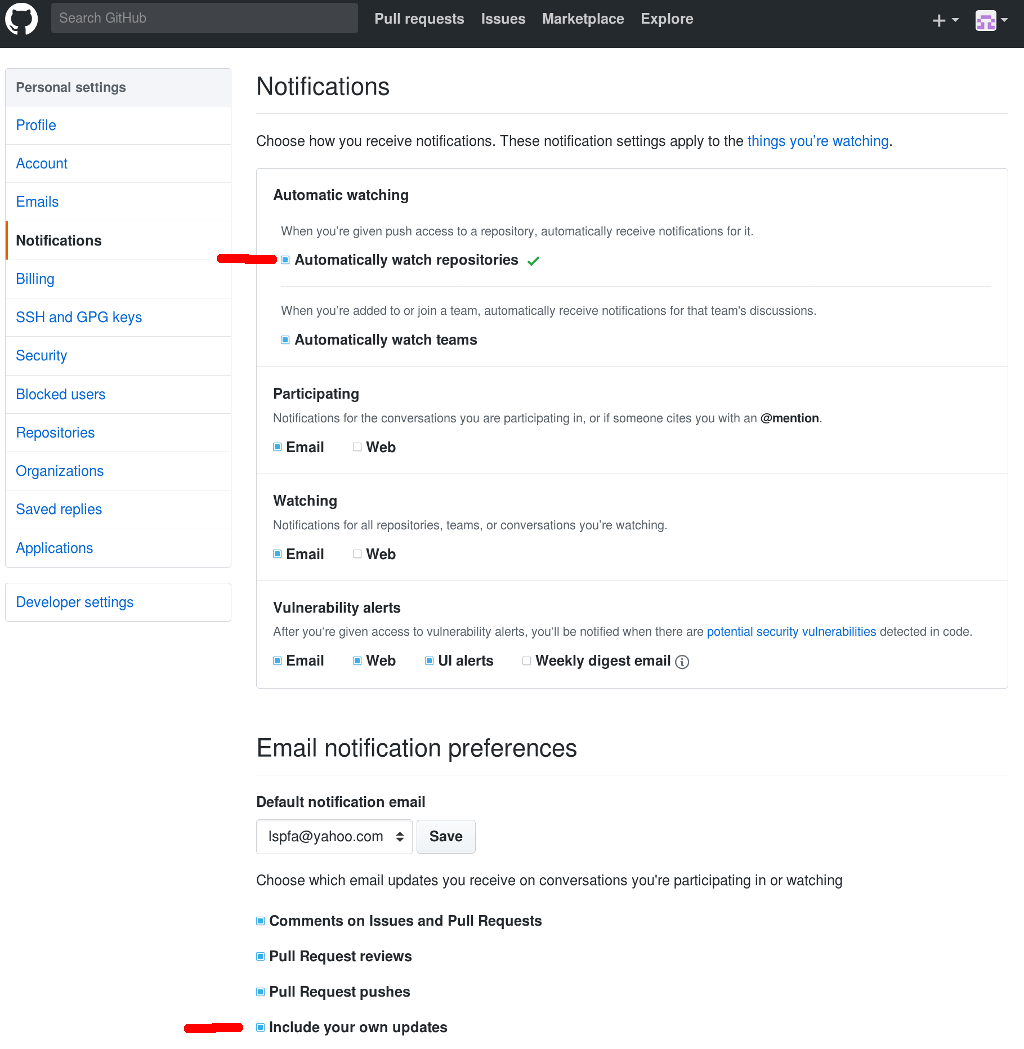 Search GitHub
Pull requests Issues Marketplace Explore
Personal settings
Profile
Account
Emails
Notifications
Billing
SSH and GPG keys
Security
Blocked users
Repositories
Organizations
Saved replies
Applications
Developer settings
Notifications
Choose how you receive notifications. These notification settings apply to the things you're watching.
Automatic watching
When you're given push access to a repository, automatically receive notifications for it.
Automatically watch repositories
When you're added to or join a team, automatically receive notifications for that team's discussions.
Automatically watch teams
Participating
Notifications for the conversations you are participating in, or if someone cites you with an @mention.
Email Web
Watching
Notifications for all repositories, teams, or conversations you're watching.
Email Web
Vulnerability alerts
After you're given access to vulnerability alerts, you'll be notified when there are potential security vulnerabilities detected in code.
Email Web UI alerts Weekly digest email
Email notification preferences
Default notification email
lspfa@yahoo.com Save
Choose which email updates you receive on conversations you're participating in or watching
Comments on Issues and Pull Requests
Pull Request reviews
Pull Request pushes
Include your own updates